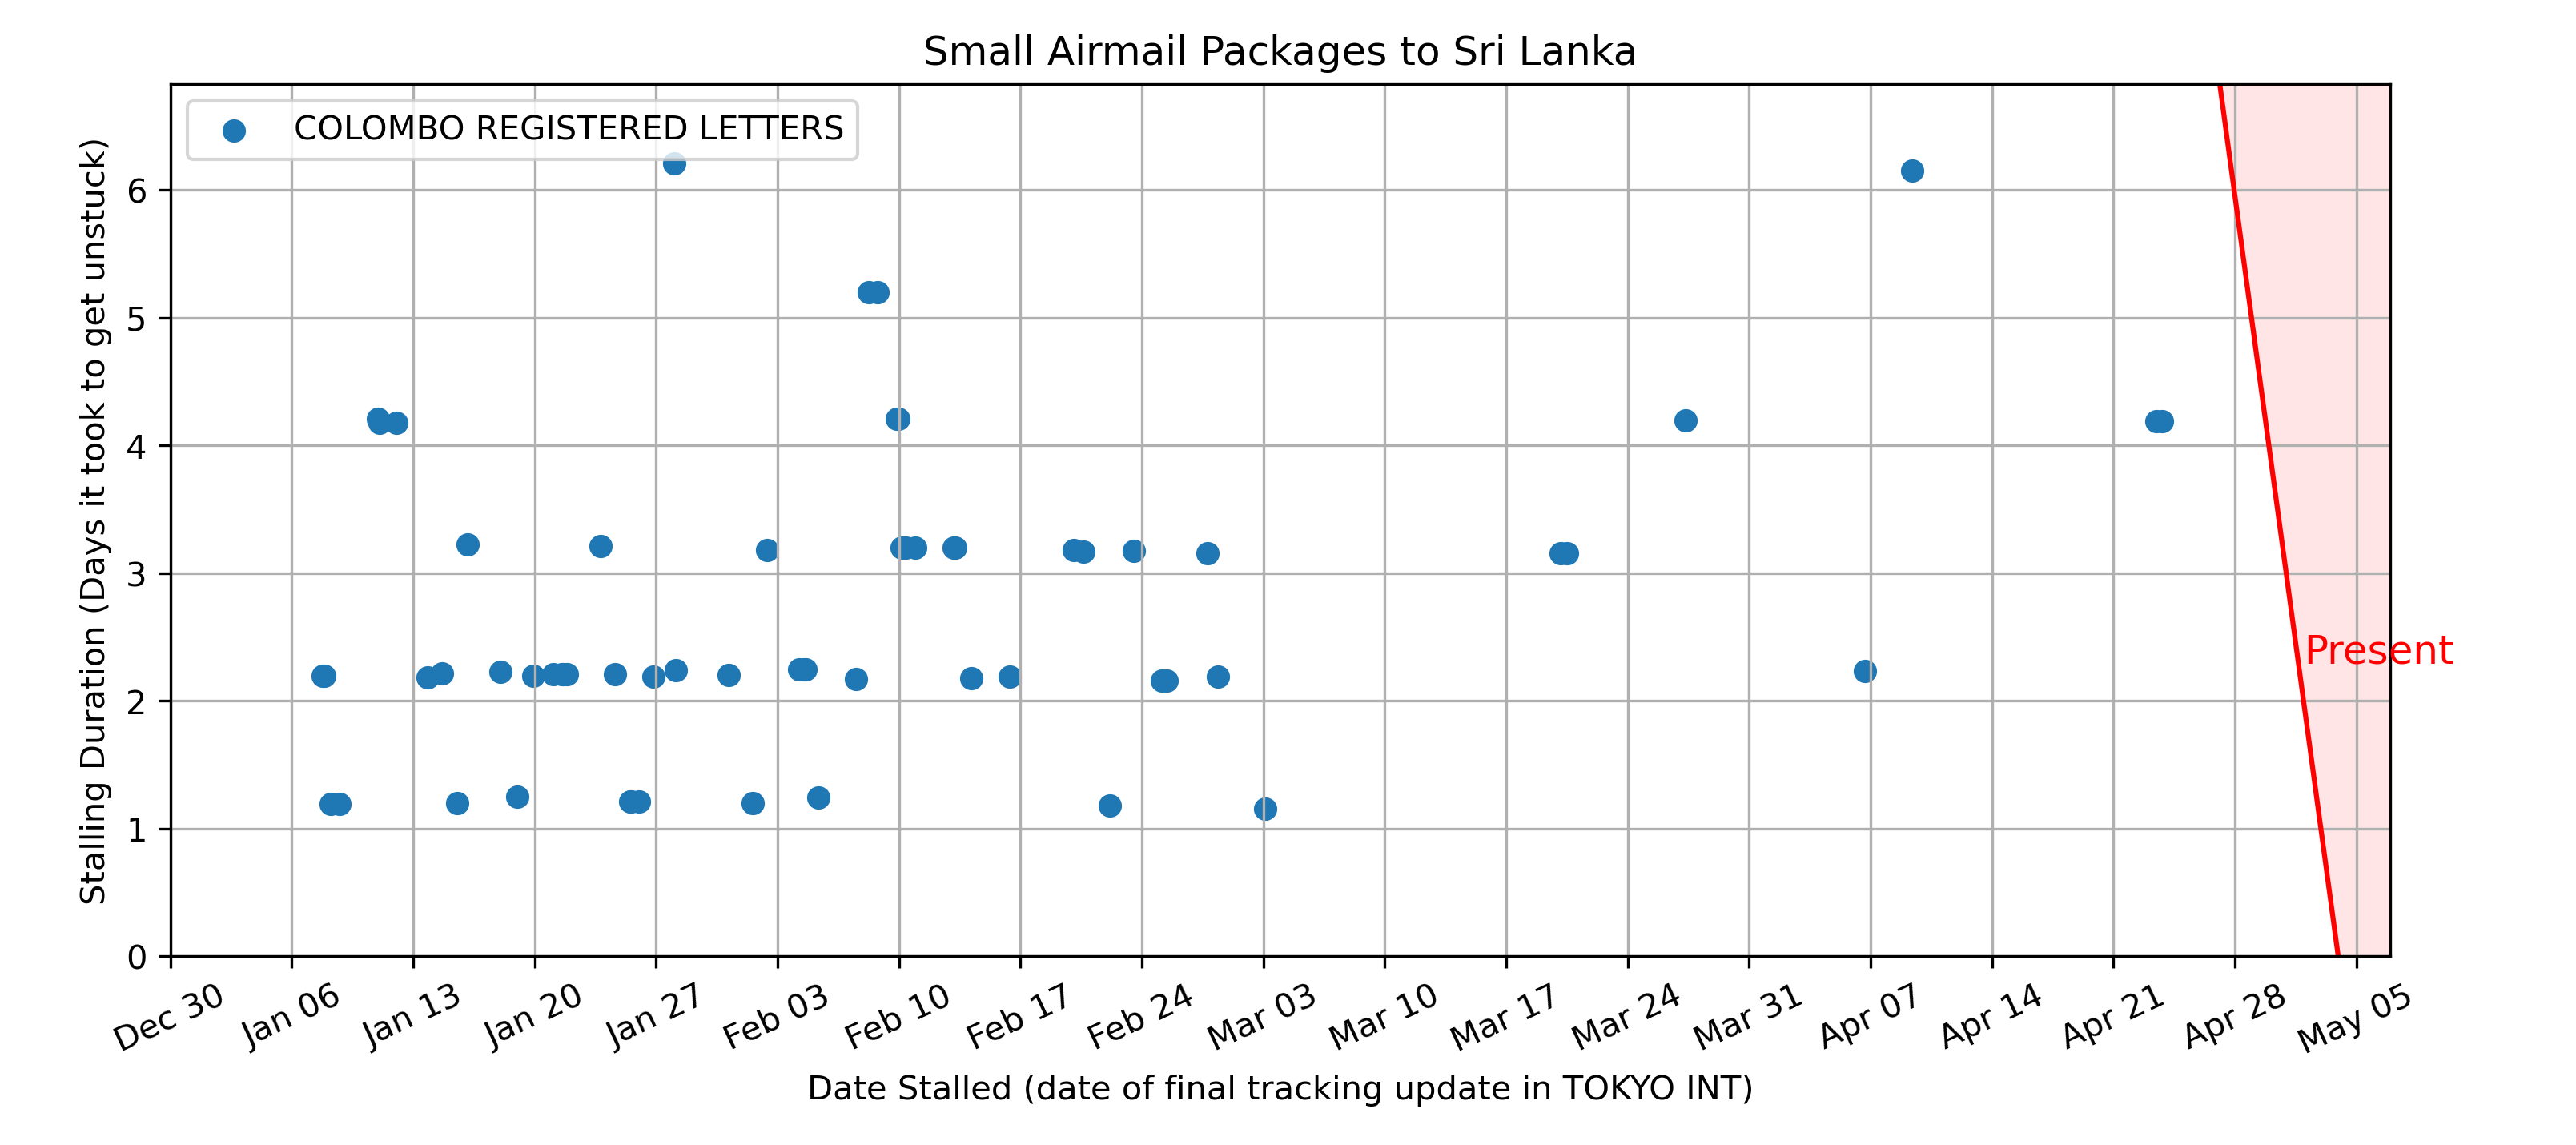 Small Airmail Packages to Sri Lanka
COLOMBO REGISTERED LETTERS
Stalling Duration (Days it took to get unstuck)
6
5
4
3
2
1
0
Present
Dec 30 Jan 06 Jan 13 Jan 20 Jan 27 Feb 03 Feb 10 Feb 17 Feb 24 Mar 03 Mar 10 Mar 17 Mar 24 Mar 31 Apr 07 Apr 14 Apr 21 Apr 28 May 05
Date Stalled (date of final tracking update in TOKYO INT)